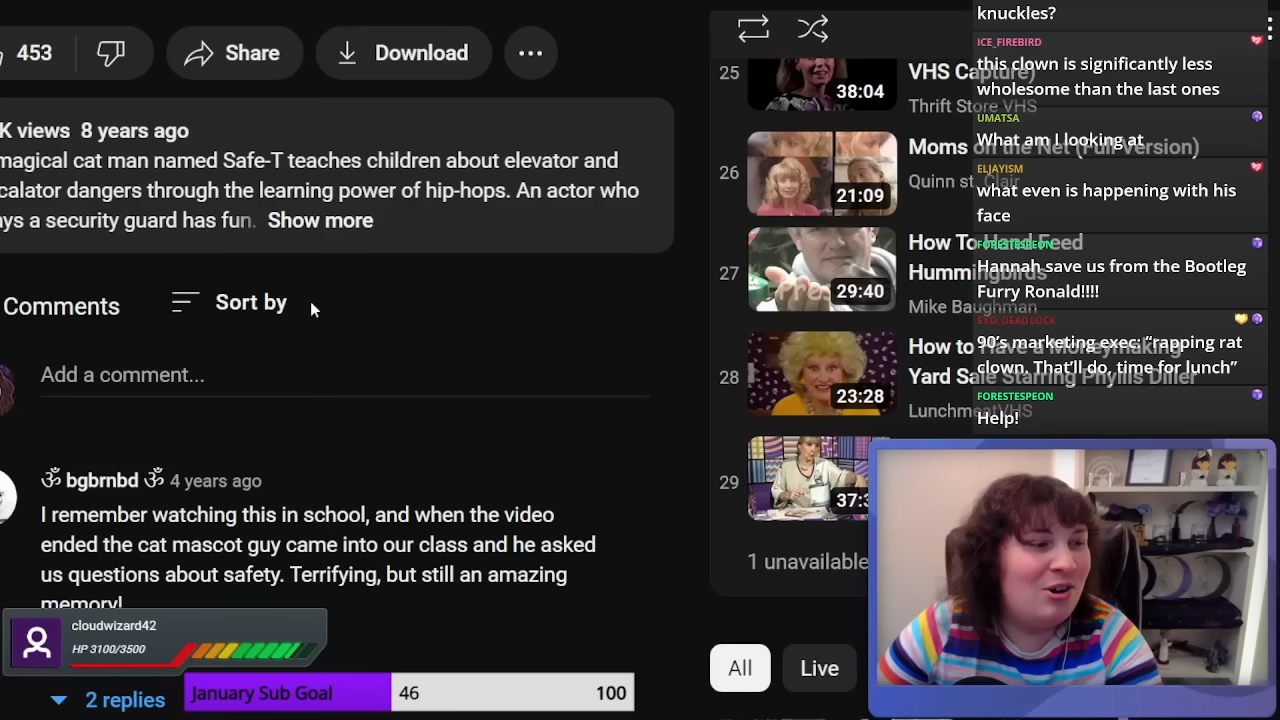 453
Share
Download
K views 8 years ago
magical cat man named Safe-T teaches children about elevator and
calator dangers through the learning power of hip-hops. An actor who
ays a security guard has fun. Show more
Comments
Sort by
Add a comment...
ॐ bgbrnbd ॐ 4 years ago
I remember watching this in school, and when the video
ended the cat mascot guy came into our class and he asked
us questions about safety. Terrifying, but still an amazing
memory!
cloudwizard42
HP 3100/3500
2 replies
January Sub Goal 46 100
25
38:04
VHS Capture)
Thrift Store VHS
26
21:09
Moms on the Net (Full Version)
Quinn st. Clair
27
29:40
How To Hand Feed
Hummingbirds
Mike Baughman
28
23:28
How to Have a Moneymaking
Yard Sale Starring Phyllis Diller
LunchmeatVHS
29
37:3
1 unavailable
All
Live
knuckles?
ICE_FIREBIRD
this clown is significantly less
wholesome than the last ones
UMATSA
What am I looking at
ELJAYISM
what even is happening with his
face
FORESTESPEON
Hannah save us from the Bootleg
Furry Ronald!!!!
EXO_DEADLOCK
90's marketing exec: "rapping rat
clown. That'll do, time for lunch"
FORESTESPEON
Help!